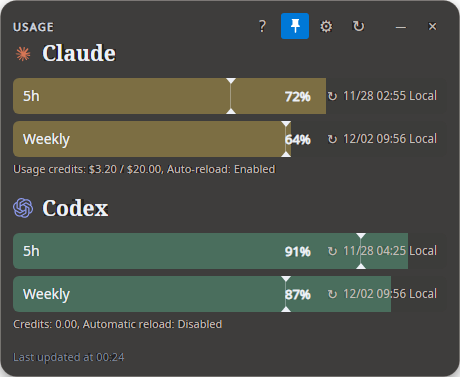 USAGE ?
Claude
5h 72% ↻ 11/28 02:55 Local
Weekly 64% ↻ 12/02 09:56 Local
Usage credits: $3.20 / $20.00, Auto-reload: Enabled
Codex
5h 91% ↻ 11/28 04:25 Local
Weekly 87% ↻ 12/02 09:56 Local
Credits: 0.00, Automatic reload: Disabled
Last updated at 00:24